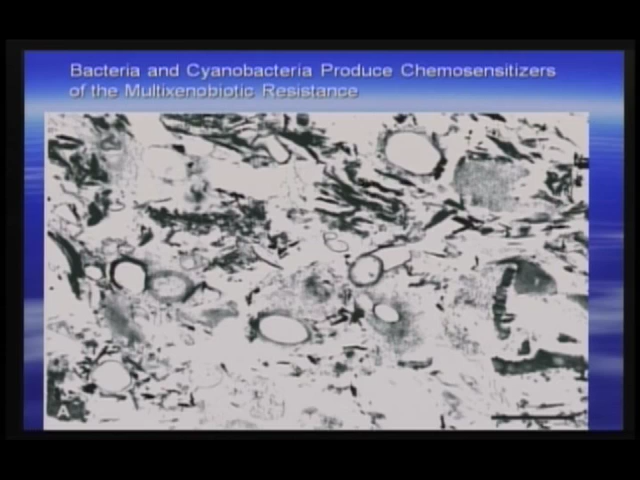 Bacteria and Cyanobacteria Produce Chemosensitizers
of the Multixenobiotic Resistance
A